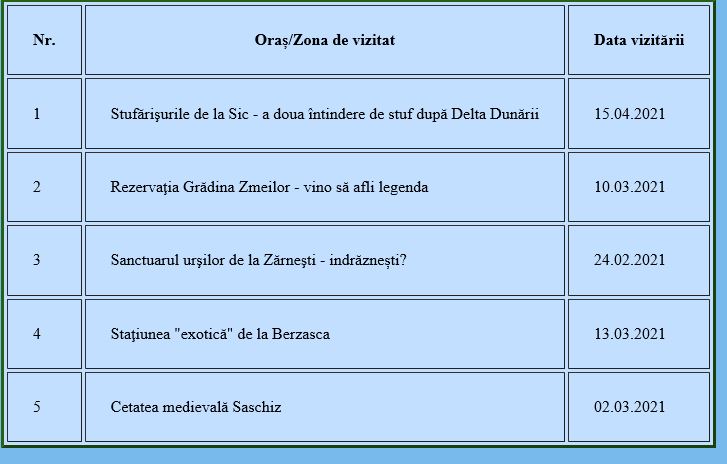 Nr. Oraș/Zona de vizitat Data vizitării
1 Stufărişurile de la Sic - a doua întindere de stuf după Delta Dunării 15.04.2021
2 Rezervaţia Grădina Zmeilor - vino să afli legenda 10.03.2021
3 Sanctuarul urşilor de la Zărneşti - indrăznești? 24.02.2021
4 Staţiunea "exotică" de la Berzasca 13.03.2021
5 Cetatea medievală Saschiz 02.03.2021